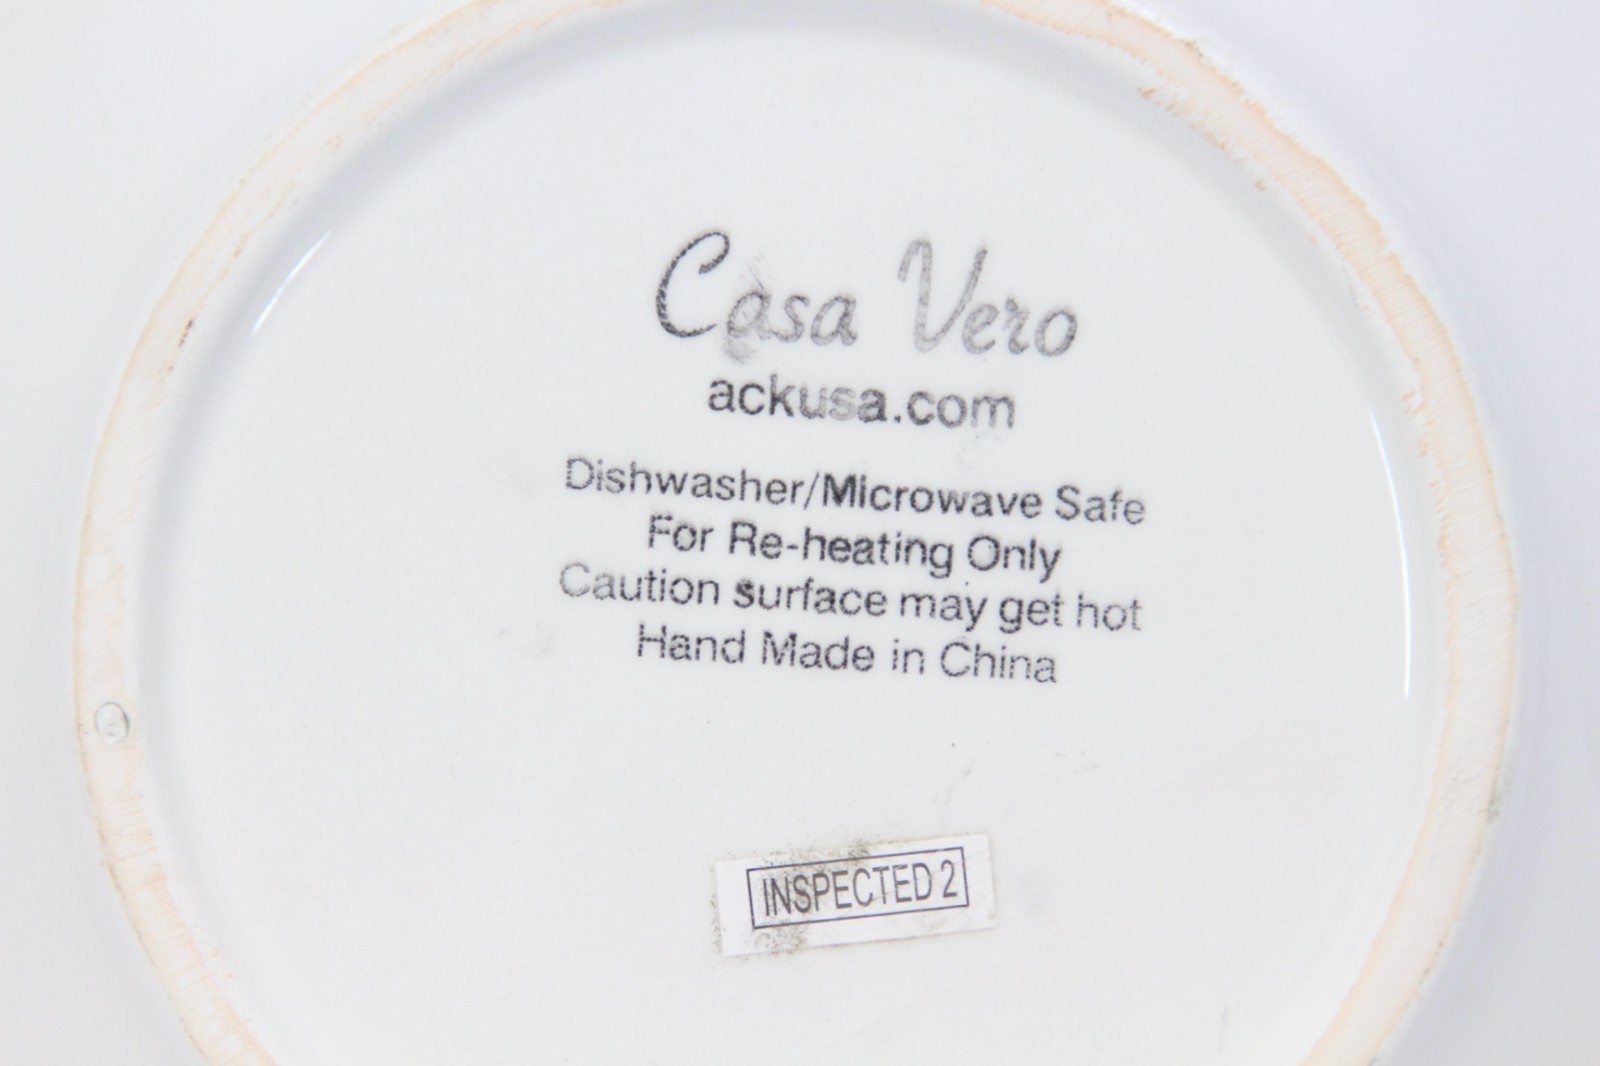 Casa Vero
ackusa.com
Dishwasher/Microwave Safe
For Re-heating Only
Caution surface may get hot
Hand Made in China
INSPECTED 2